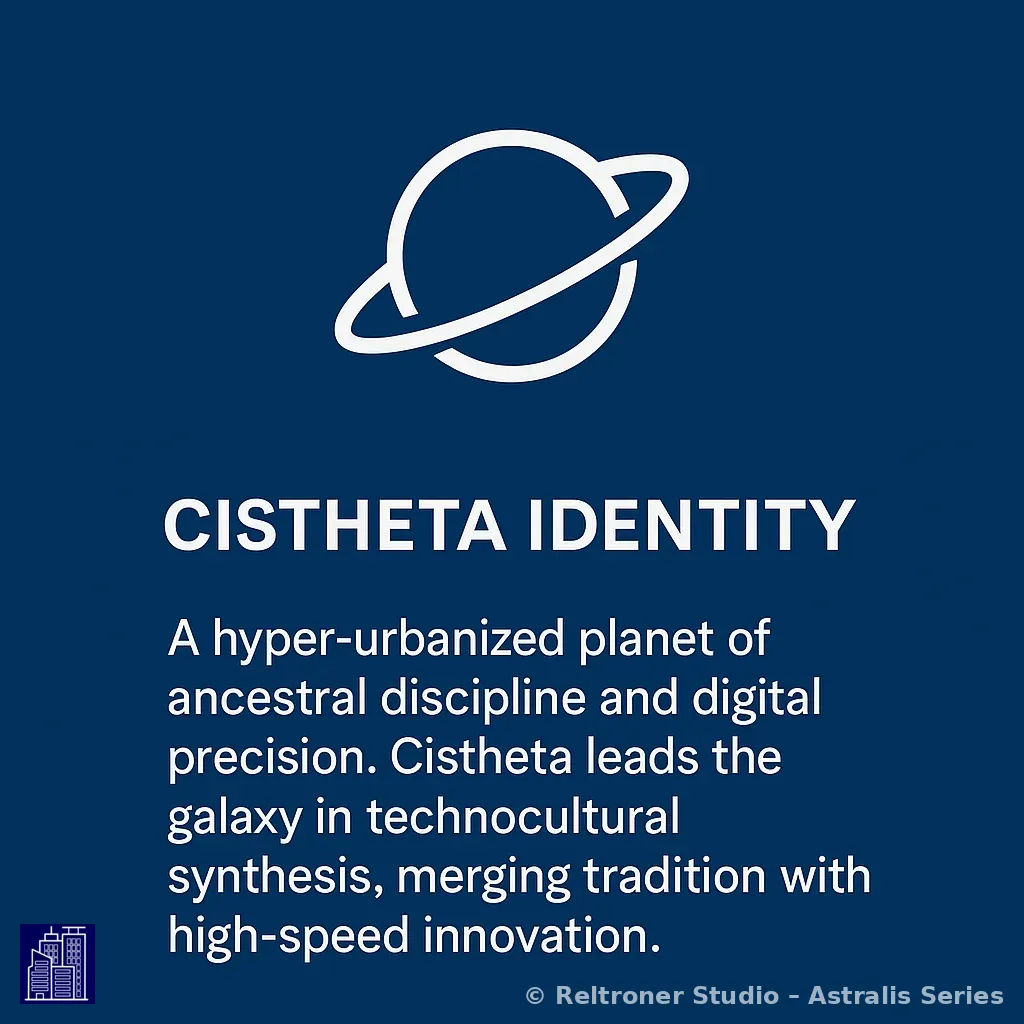 CISTHETA IDENTITY
A hyper-urbanized planet of
ancestral discipline and digital
precision. Cistheta leads the
galaxy in technocultural
synthesis, merging tradition with
high-speed innovation.
© Reltroner Studio – Astralis Series